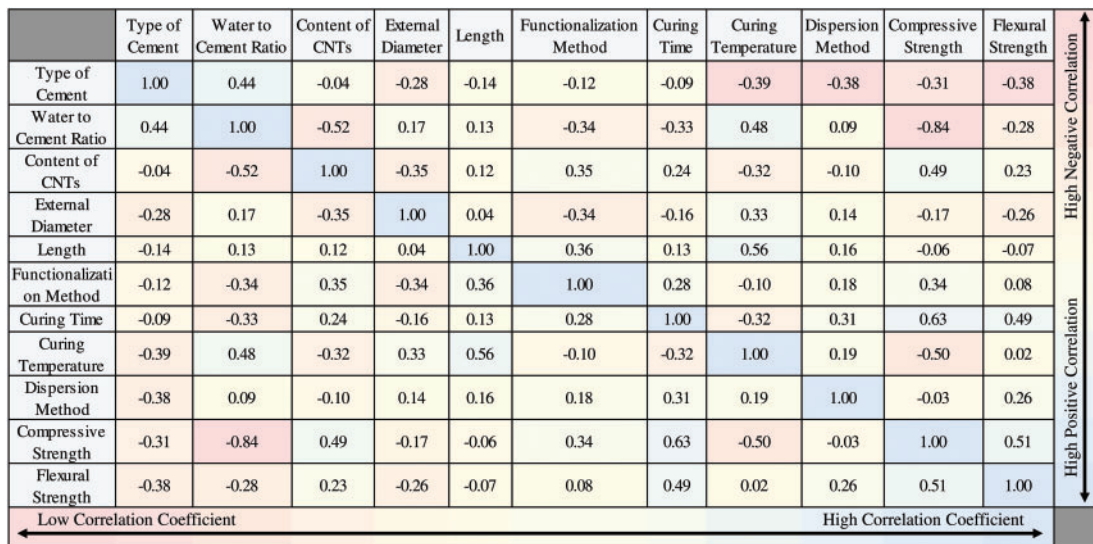 Type of Cement Water to Cement Ratio Content of CNTs External Diameter Length Functionalization Method Curing Time Curing Temperature Dispersion Method Compressive Strength Flexural Strength
Type of Cement 1.00 0.44 -0.04 -0.28 -0.14 -0.12 -0.09 -0.39 -0.38 -0.31 -0.38
Water to Cement Ratio 0.44 1.00 -0.52 0.17 0.13 -0.34 -0.33 0.48 0.09 -0.84 -0.28
Content of CNTs -0.04 -0.52 1.00 -0.35 0.12 0.35 0.24 -0.32 -0.10 0.49 0.23
External Diameter -0.28 0.17 -0.35 1.00 0.04 -0.34 -0.16 0.33 0.14 -0.17 -0.26
Length -0.14 0.13 0.12 0.04 1.00 0.36 0.13 0.56 0.16 -0.06 -0.07
Functionalizati on Method -0.12 -0.34 0.35 -0.34 0.36 1.00 0.28 -0.10 0.18 0.34 0.08
Curing Time -0.09 -0.33 0.24 -0.16 0.13 0.28 1.00 -0.32 0.31 0.63 0.49
Curing Temperature -0.39 0.48 -0.32 0.33 0.56 -0.10 -0.32 1.00 0.19 -0.50 0.02
Dispersion Method -0.38 0.09 -0.10 0.14 0.16 0.18 0.31 0.19 1.00 -0.03 0.26
Compressive Strength -0.31 -0.84 0.49 -0.17 -0.06 0.34 0.63 -0.50 -0.03 1.00 0.51
Flexural Strength -0.38 -0.28 0.23 -0.26 -0.07 0.08 0.49 0.02 0.26 0.51 1.00
Low Correlation Coefficient High Correlation Coefficient
High Negative Correlation
High Positive Correlation